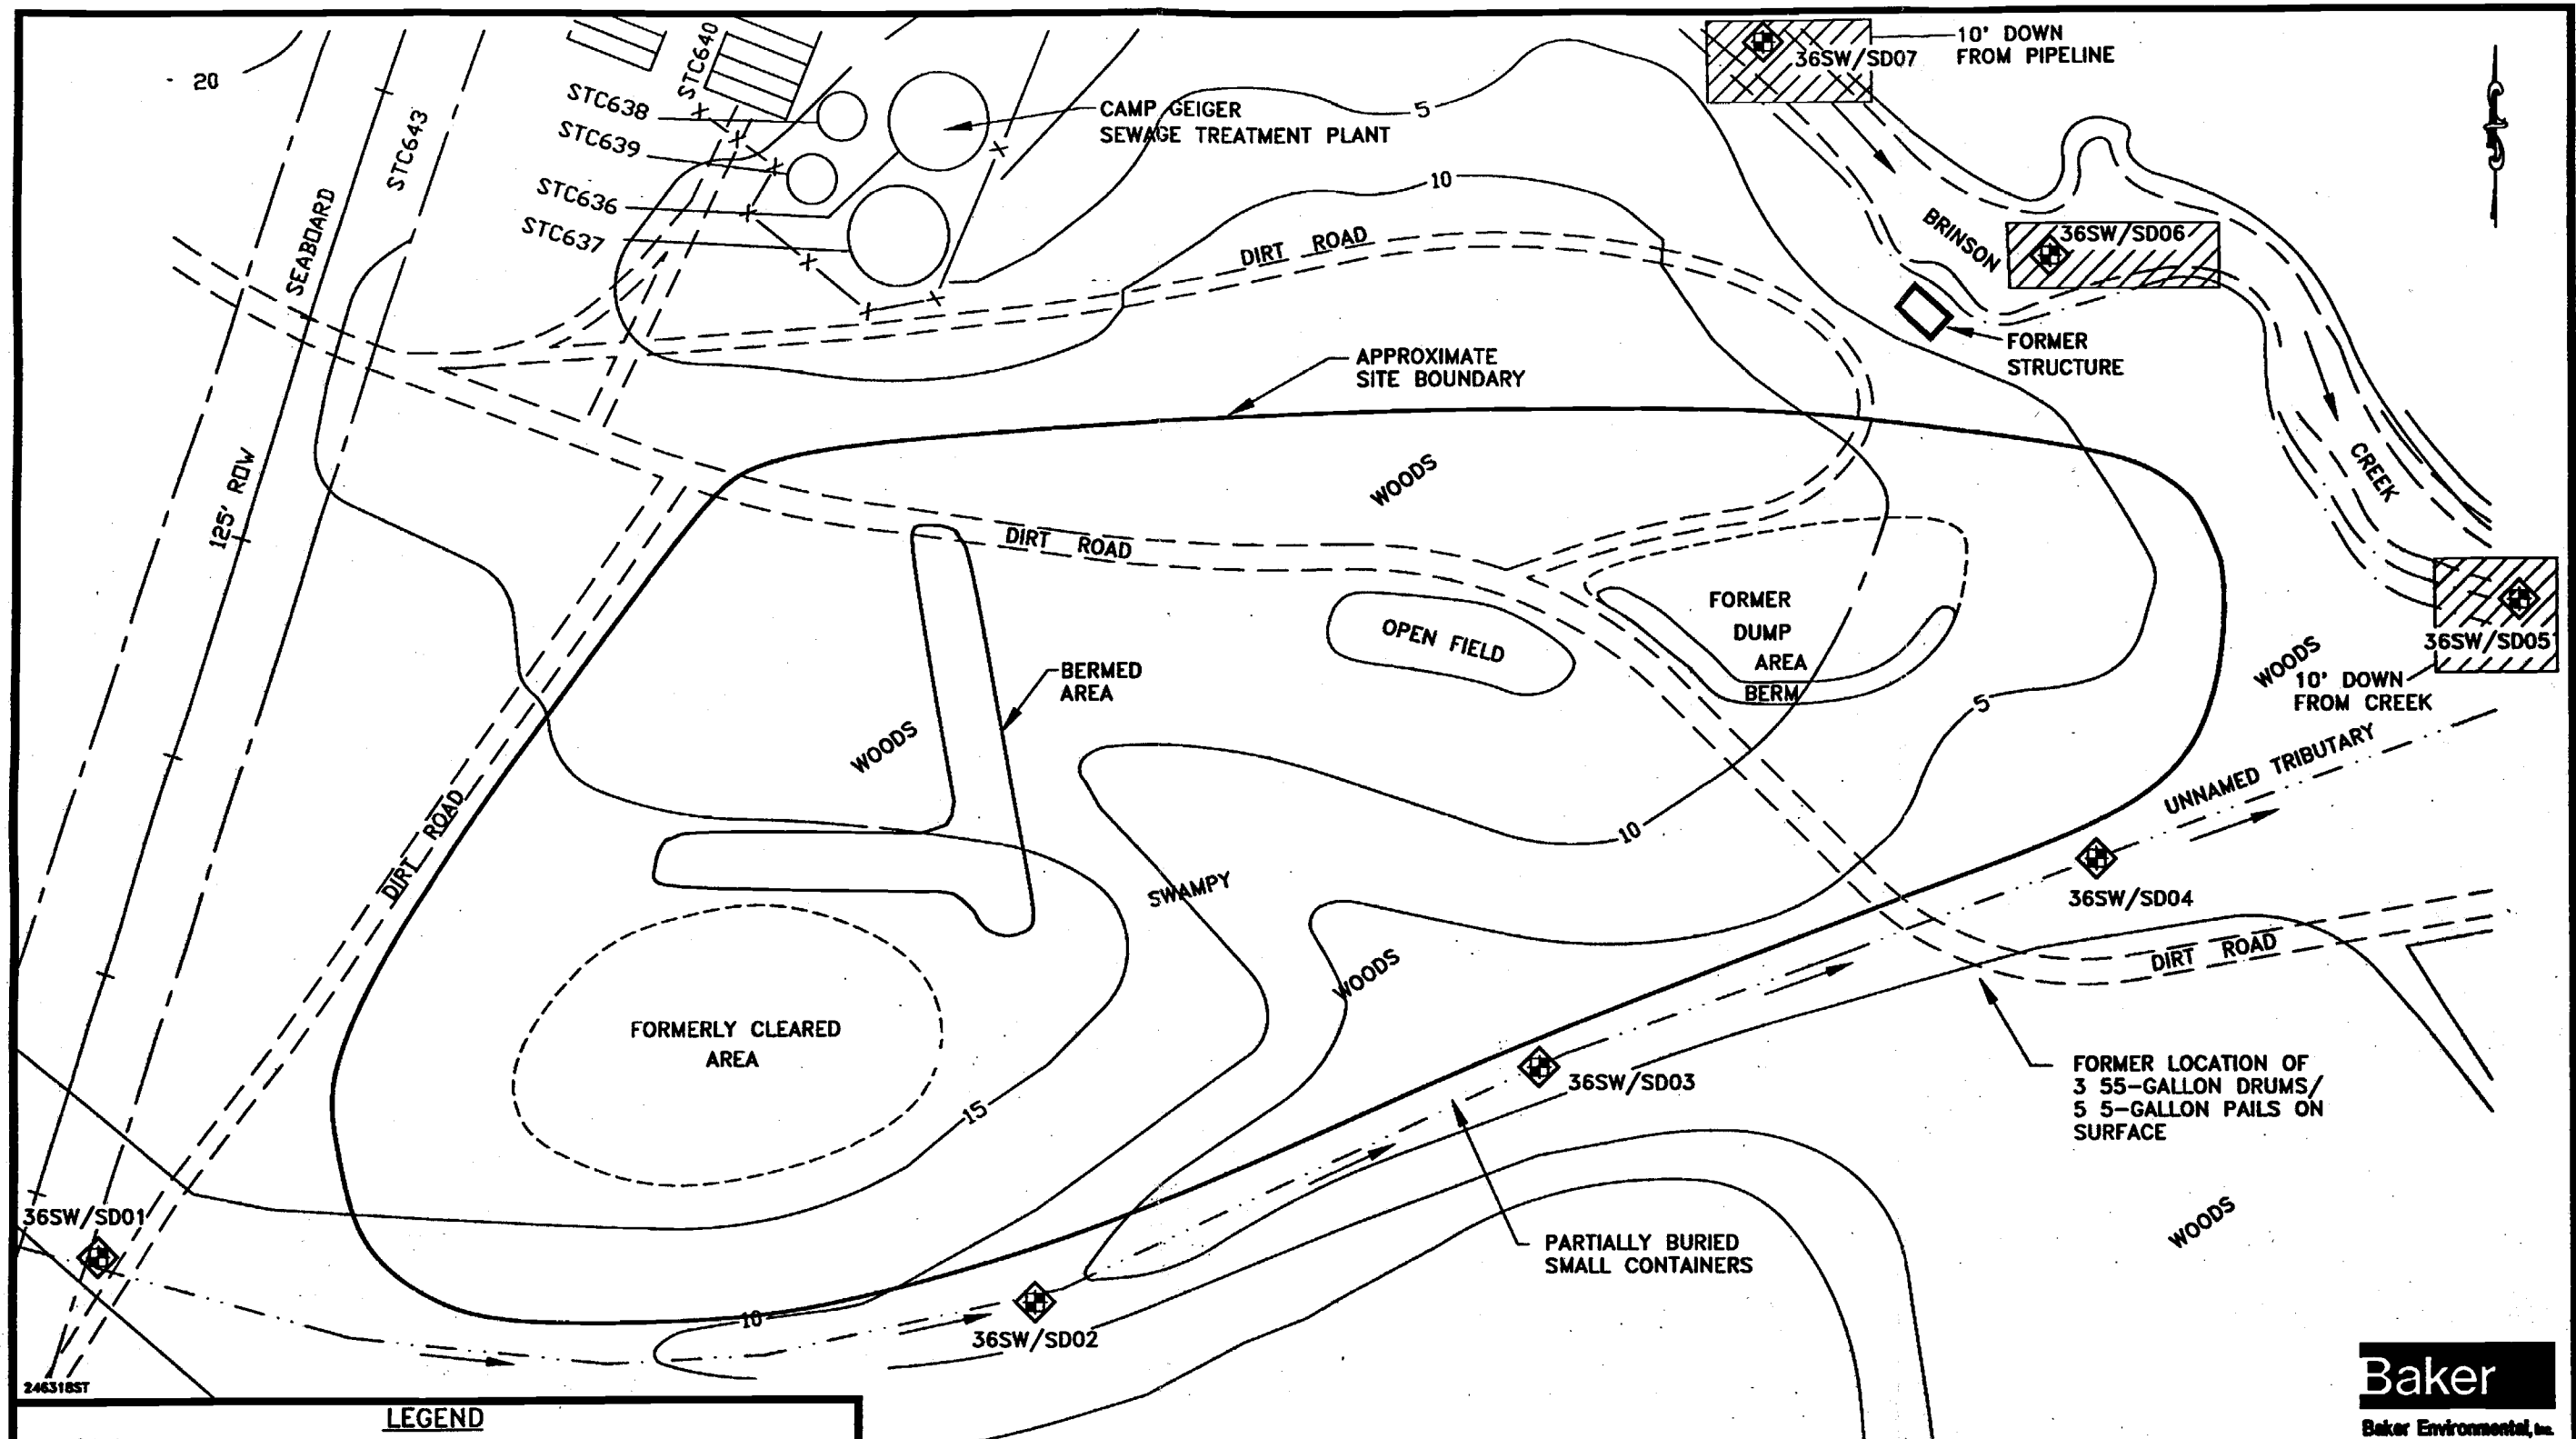 20
STC640
36SW/SD07
10' DOWN
FROM PIPELINE
STC638
STC639
STC636
STC637
STC643
SEABOARD
CAMP GEIGER
SEWAGE TREATMENT PLANT
5
10
DIRT ROAD
BRINSON
36SW/SD06
FORMER
STRUCTURE
APPROXIMATE
SITE BOUNDARY
CREEK
125' ROW
WOODS
DIRT ROAD
OPEN FIELD
FORMER
DUMP
AREA
BERM
36SW/SD05
WOODS
10' DOWN
FROM CREEK
BERMED
AREA
5
WOODS
UNNAMED TRIBUTARY
DIRT ROAD
10
SWAMPY
36SW/SD04
WOODS
DIRT ROAD
FORMERLY CLEARED
AREA
36SW/SD03
FORMER LOCATION OF
3 55-GALLON DRUMS/
5 5-GALLON PAILS ON
SURFACE
15
36SW/SD01
WOODS
PARTIALLY BURIED
SMALL CONTAINERS
10
36SW/SD02
246318ST
LEGEND
Baker
Baker Environmental, Inc.